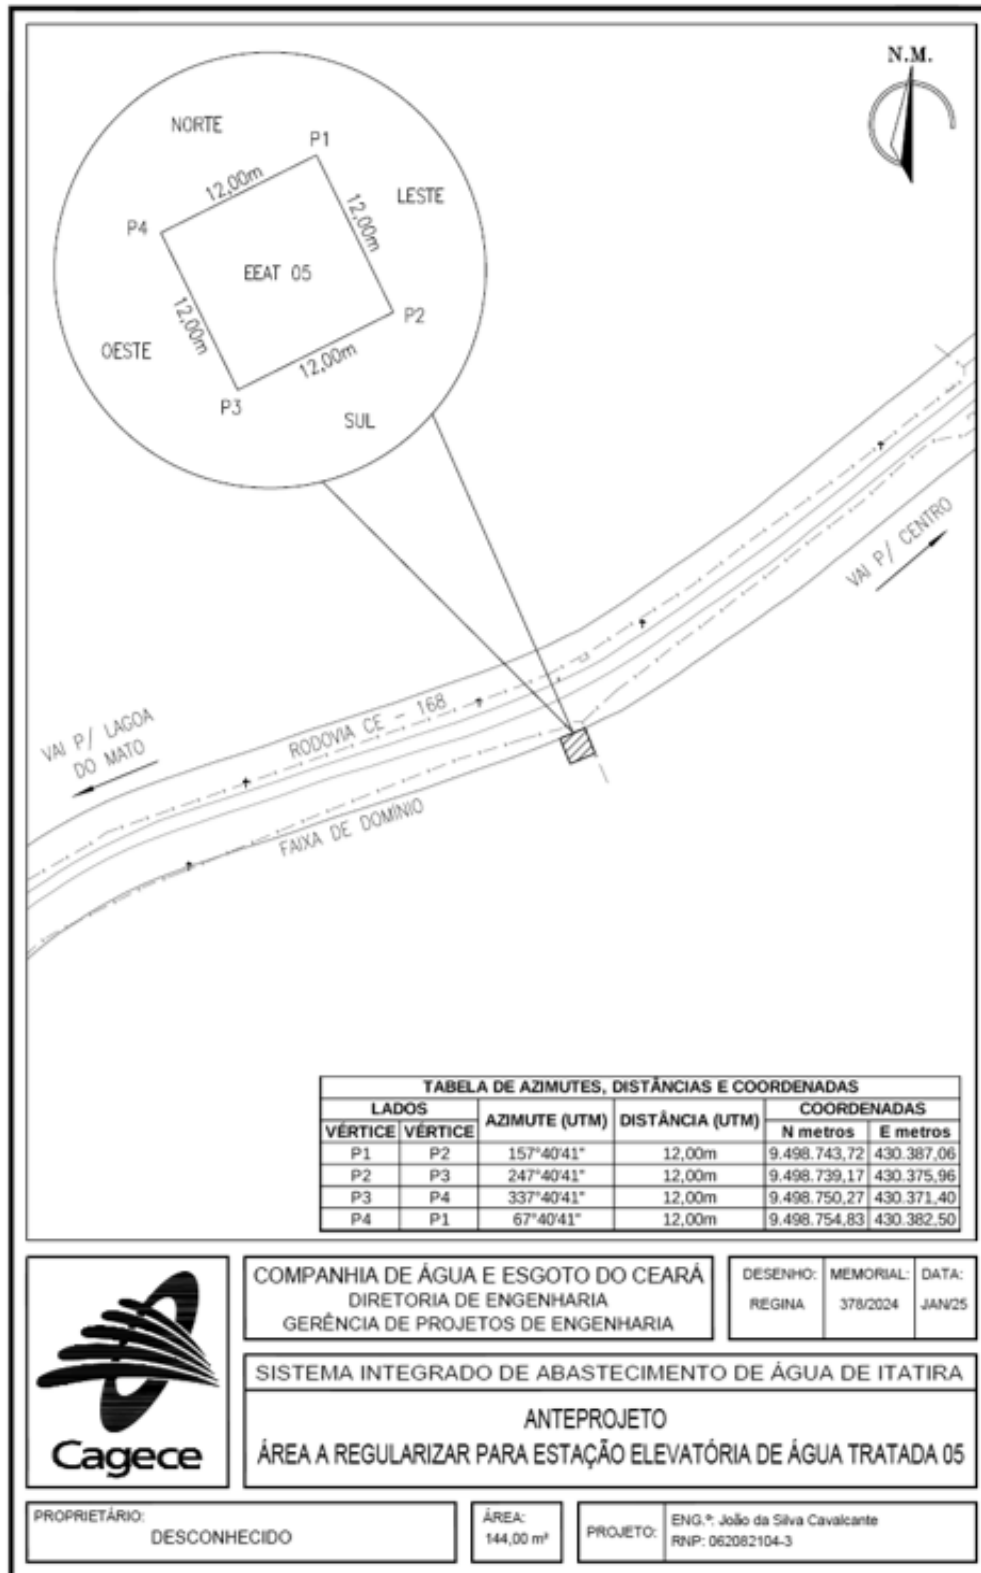 N.M.
NORTE
P1
12,00m
LESTE
12,00m
P4
EEAT 05
P2
12,00m
OESTE
12,00m
P3
SUL
VAI P/ CENTRO
VAI P/ LAGOA
DO MATO
RODOVIA CE - 168
FAIXA DE DOMÍNIO
TABELA DE AZIMUTES, DISTÂNCIAS E COORDENADAS
LADOS AZIMUTE (UTM) DISTÂNCIA (UTM) COORDENADAS
VÉRTICE VÉRTICE N metros E metros
P1 P2 157°40'41" 12,00m 9.498.743,72 430.387,06
P2 P3 247°40'41" 12,00m 9.498.739,17 430.375,96
P3 P4 337°40'41" 12,00m 9.498.750,27 430.371,40
P4 P1 67°40'41" 12,00m 9.498.754,83 430.382,50
Cagece
COMPANHIA DE ÁGUA E ESGOTO DO CEARÁ
DIRETORIA DE ENGENHARIA
GERÊNCIA DE PROJETOS DE ENGENHARIA
DESENHO: MEMORIAL: DATA:
REGINA 378/2024 JAN/25
SISTEMA INTEGRADO DE ABASTECIMENTO DE ÁGUA DE ITATIRA
ANTEPROJETO
ÁREA A REGULARIZAR PARA ESTAÇÃO ELEVATÓRIA DE ÁGUA TRATADA 05
PROPRIETÁRIO:
DESCONHECIDO
ÁREA:
144,00 m²
PROJETO:
ENG.º: João da Silva Cavalcante
RNP: 062082104-3